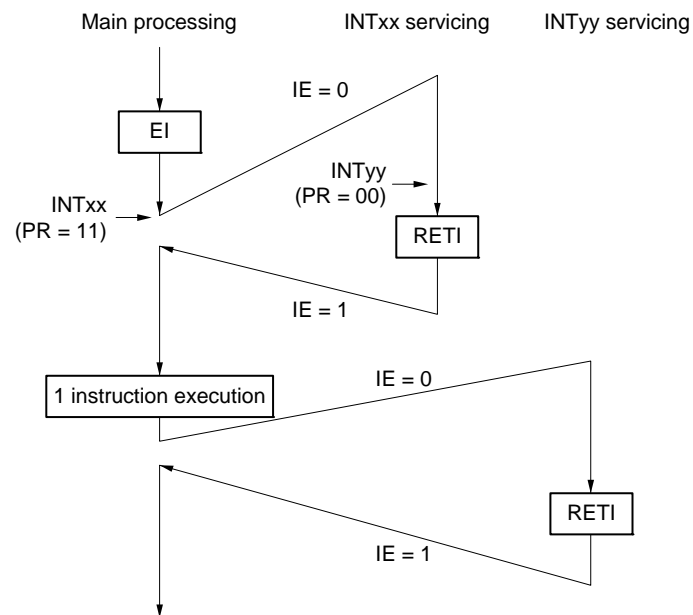 Main processing
INTxx servicing
INTyy servicing
IE = 0
EI
INTyy
(PR = 00)
INTxx
(PR = 11)
RETI
IE = 1
IE = 0
1 instruction execution
RETI
IE = 1